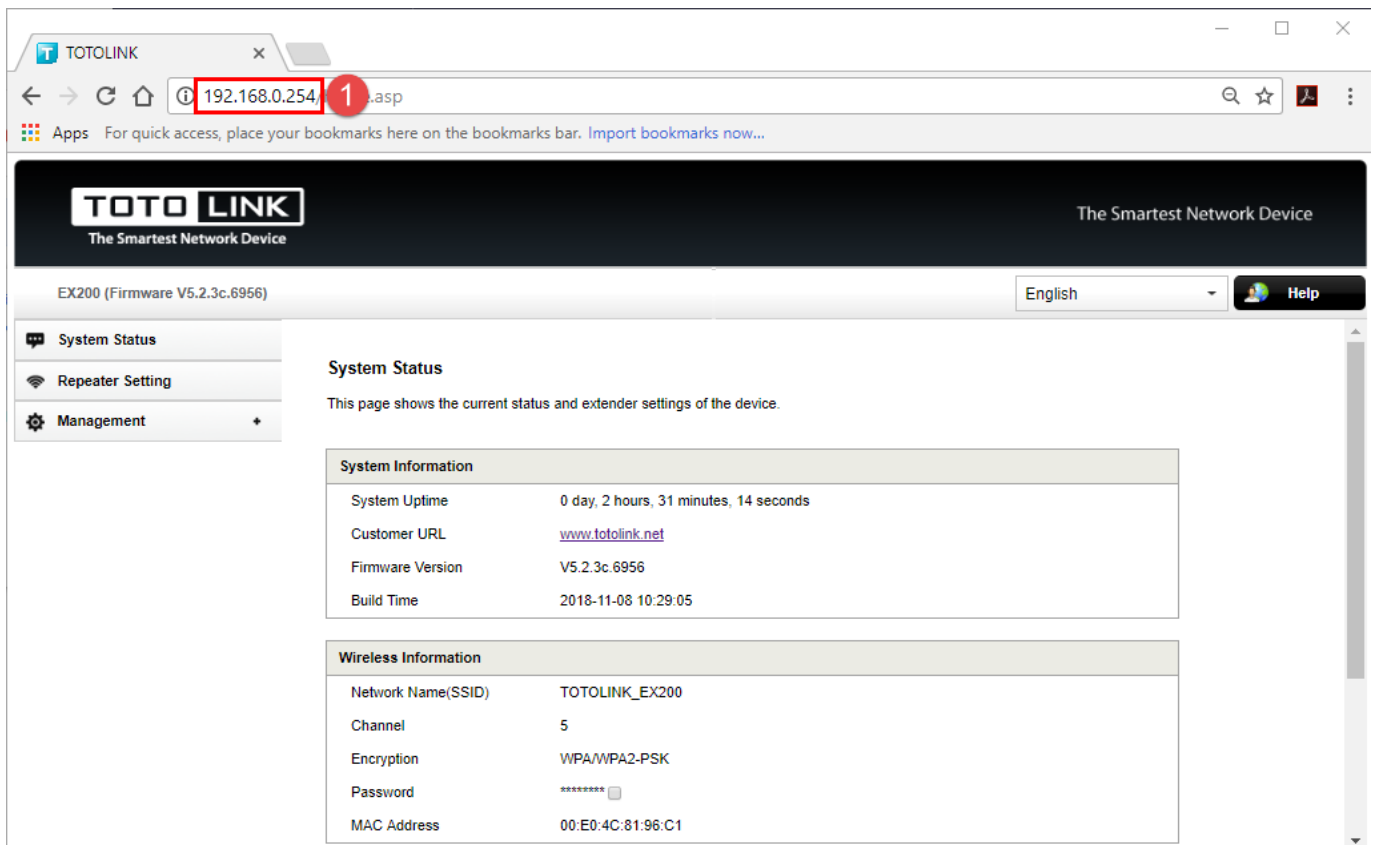 TOTOLINK
192.168.0.254/ 1 .asp
Apps For quick access, place your bookmarks here on the bookmarks bar. Import bookmarks now...
TOTO LINK
The Smartest Network Device
The Smartest Network Device
EX200 (Firmware V5.2.3c.6956)
English
Help
System Status
Repeater Setting
Management +
System Status
This page shows the current status and extender settings of the device.
System Information
System Uptime 0 day, 2 hours, 31 minutes, 14 seconds
Customer URL www.totolink.net
Firmware Version V5.2.3c.6956
Build Time 2018-11-08 10:29:05
Wireless Information
Network Name(SSID) TOTOLINK_EX200
Channel 5
Encryption WPA/WPA2-PSK
Password ********
MAC Address 00:E0:4C:81:96:C1